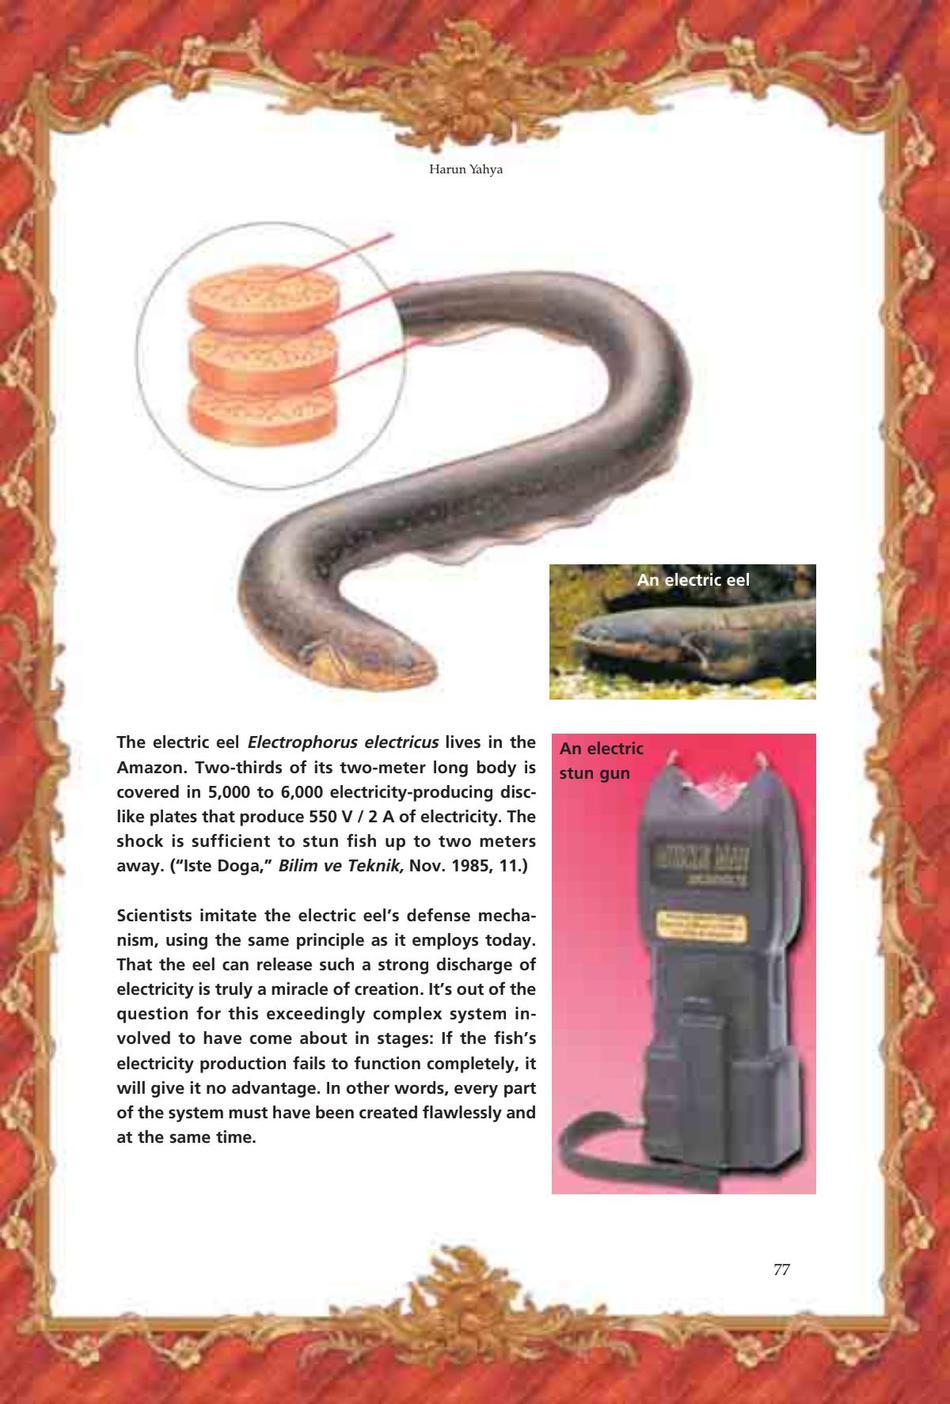 Harun Yahya
An electric eel
The electric eel Electrophorus electricus lives in the
Amazon. Two-thirds of its two-meter long body is
covered in 5,000 to 6,000 electricity-producing disc-
like plates that produce 550 V / 2 A of electricity. The
shock is sufficient to stun fish up to two meters
away. (“Iste Doga,” Bilim ve Teknik, Nov. 1985, 11.)
Scientists imitate the electric eel’s defense mecha-
nism, using the same principle as it employs today.
That the eel can release such a strong discharge of
electricity is truly a miracle of creation. It’s out of the
question for this exceedingly complex system in-
volved to have come about in stages: If the fish’s
electricity production fails to function completely, it
will give it no advantage. In other words, every part
of the system must have been created flawlessly and
at the same time.
An electric
stun gun
77